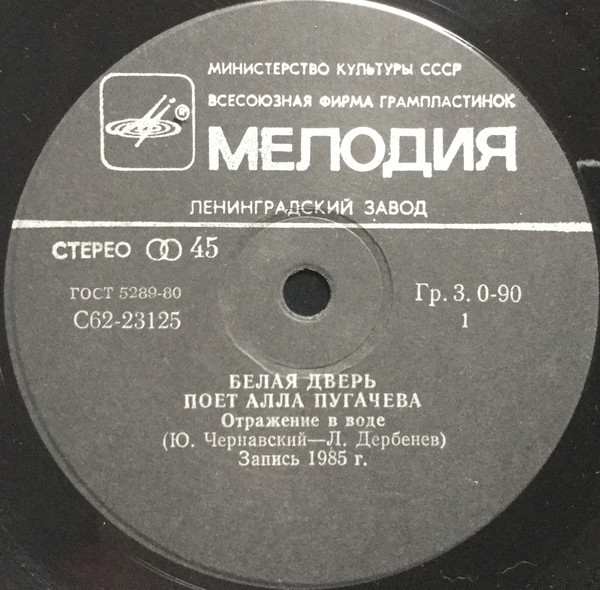 МИНИСТЕРСТВО КУЛЬТУРЫ СССР
ВСЕСОЮЗНАЯ ФИРМА ГРАМПЛАСТИНОК
МЕЛОДИЯ
ЛЕНИНГРАДСКИЙ ЗАВОД
СТЕРЕО 45
ГОСТ 5289-80
Гр. 3. 0-90
С62-23125
1
БЕЛАЯ ДВЕРЬ
ПОЕТ АЛЛА ПУГАЧЕВА
Отражение в воде
(Ю. Чернавский—Л. Дербенев)
Запись 1985 г.